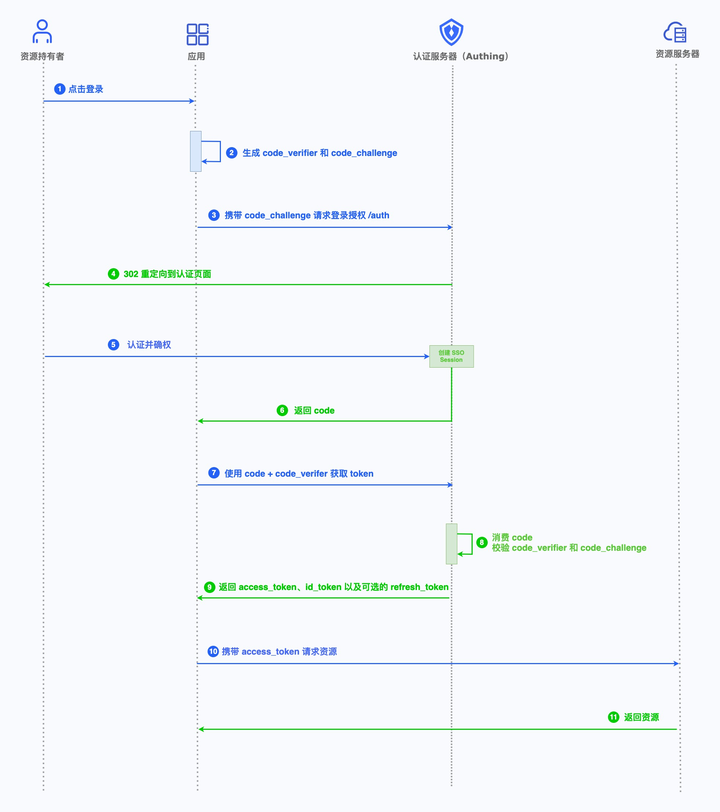 资源持有者
应用
认证服务器（Authing）
资源服务器
1 点击登录
2 生成 code_verifier 和 code_challenge
3 携带 code_challenge 请求登录授权 /auth
4 302 重定向到认证页面
5 认证并确权
创建 SSO
Session
6 返回 code
7 使用 code + code_verifer 获取 token
8 消费 code
校验 code_verifier 和 code_challenge
9 返回 access_token、id_token 以及可选的 refresh_token
10 携带 access_token 请求资源
11 返回资源